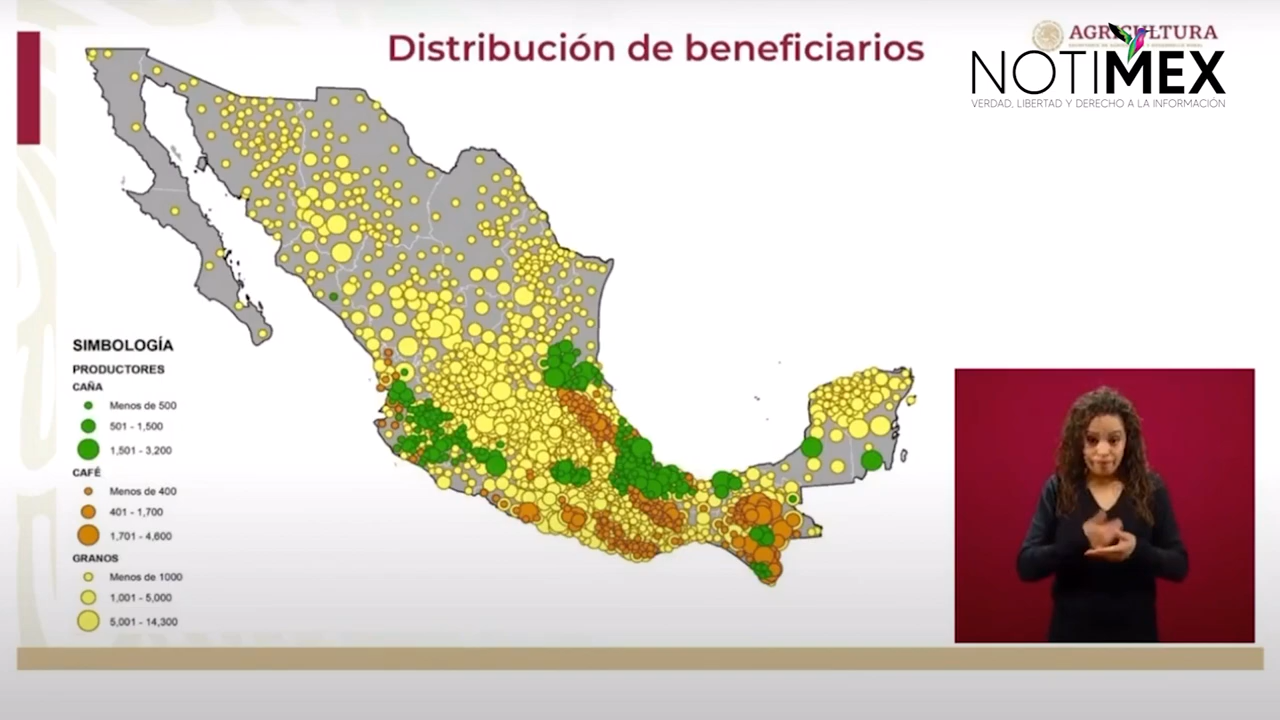 Distribución de beneficiarios
AGRICULTURA
NOTIMEX
VERDAD, LIBERTAD Y DERECHO A LA INFORMACIÓN
SIMBOLOGÍA
PRODUCTORES
CAÑA
Menos de 500
501 - 1,500
1,501 - 3,200
CAFÉ
Menos de 400
401 - 1,700
1,701 - 4,600
GRANOS
Menos de 1000
1,001 - 5,000
5,001 - 14,300